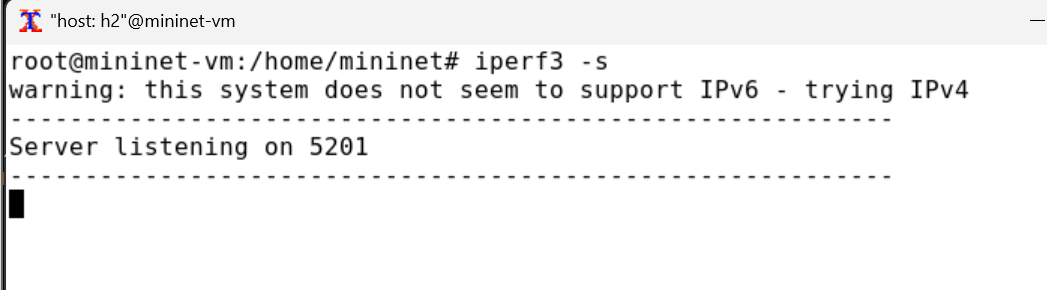 "host: h2"@mininet-vm
root@mininet-vm:/home/mininet# iperf3 -s
warning: this system does not seem to support IPv6 - trying IPv4
-----------------------------------------------------------
Server listening on 5201
-----------------------------------------------------------